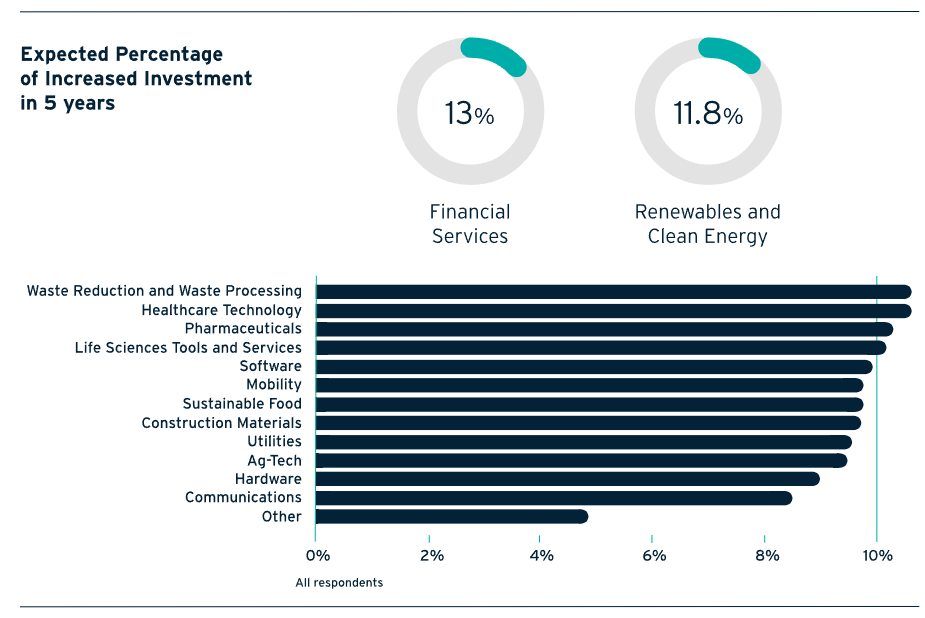 Expected Percentage
of Increased Investment
in 5 years
13%
11.8%
Financial
Services
Renewables and
Clean Energy
Waste Reduction and Waste Processing
Healthcare Technology
Pharmaceuticals
Life Sciences Tools and Services
Software
Mobility
Sustainable Food
Construction Materials
Utilities
Ag-Tech
Hardware
Communications
Other
0% 2% 4% 6% 8% 10%
All respondents